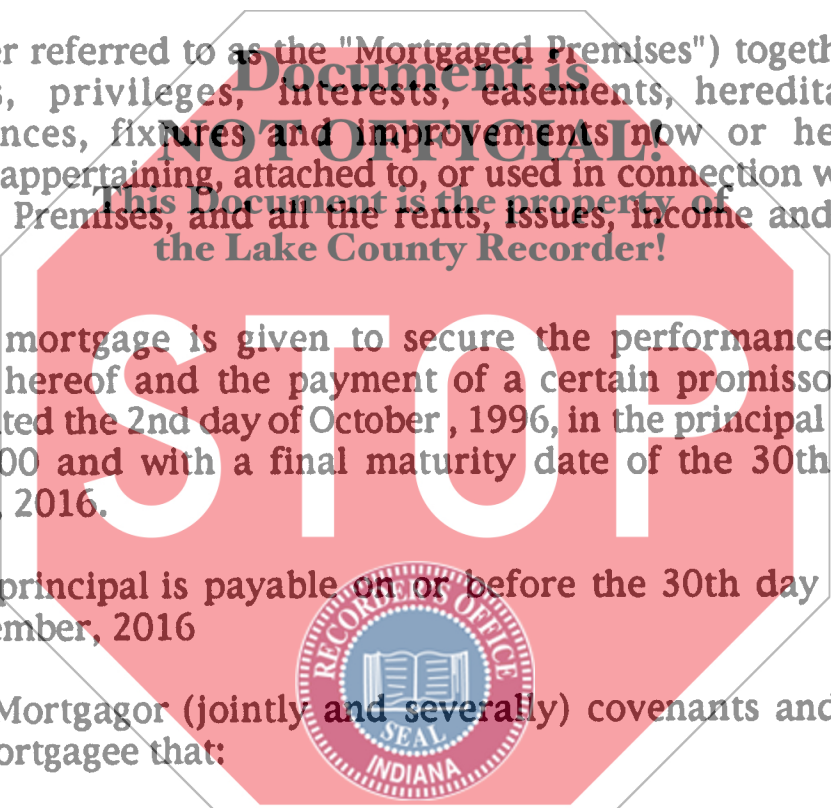 er referred to as the "Mortgaged Premises") togeth
s, privileges, interests, easements, heredita
nces, fixtures and improvements now or he
appertaining, attached to, or used in connection w
Premises, and all the rents, issues, income and
Document is
NOT OFFICIAL!
This Document is the property of
the Lake County Recorder!
mortgage is given to secure the performance
hereof and the payment of a certain promisso
ted the 2nd day of October , 1996, in the principal
00 and with a final maturity date of the 30th
, 2016.
STOP
principal is payable on or before the 30th day
ember, 2016
Mortgagor (jointly and severally) covenants and
ortgagee that:
RECORDER'S OFFICE
SEAL
INDIANA